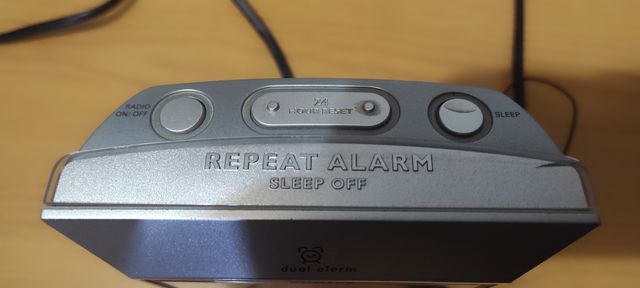 RADIO
ON/OFF
24
HOUR RESET
SLEEP
REPEAT ALARM
SLEEP OFF
dual alarm